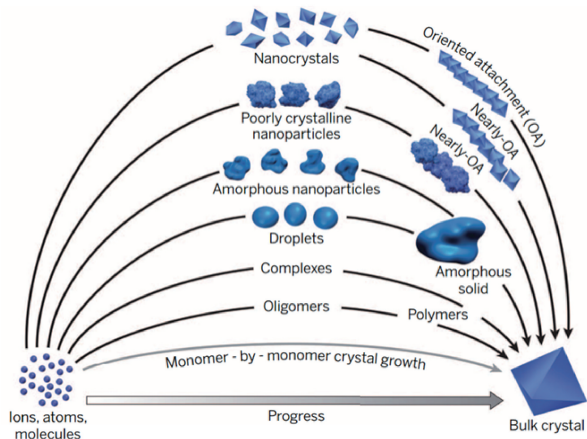 Nanocrystals
Oriented attachment (OA)
Poorly crystalline
nanoparticles
Nearly-OA
Nearly-OA
Amorphous nanoparticles
Droplets
Amorphous
solid
Complexes
Oligomers
Polymers
Monomer - by - monomer crystal growth
Ions, atoms,
molecules
Progress
Bulk crystal